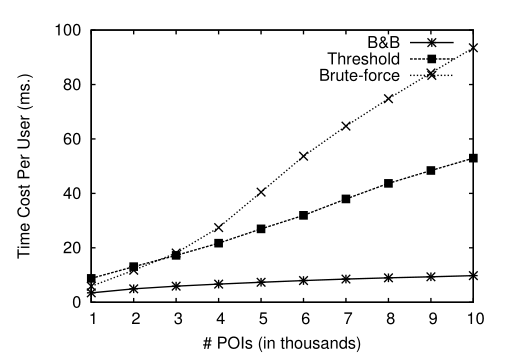 100
80
60
40
20
0
Time Cost Per User (ms.)
B&B
Threshold
Brute-force
1 2 3 4 5 6 7 8 9 10
# POIs (in thousands)